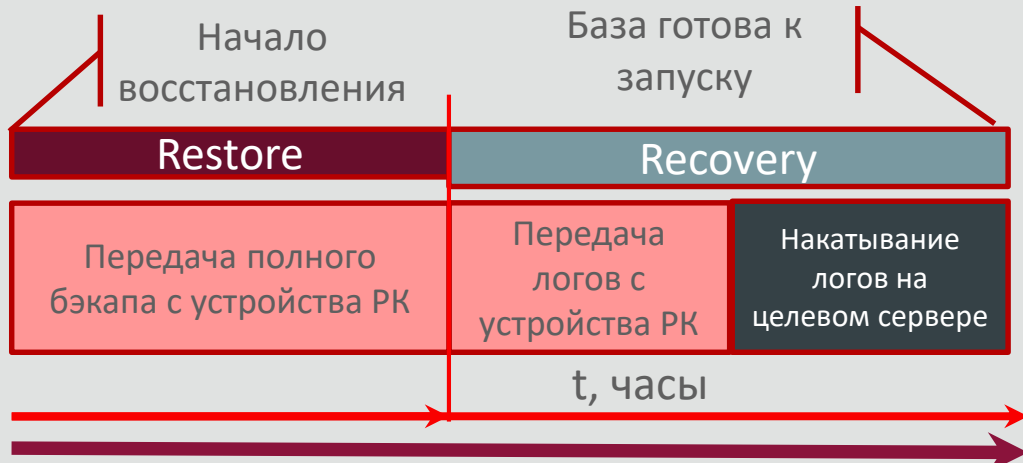 Начало
восстановления
База готова к
запуску
Restore
Recovery
Передача полного
бэкапа с устройства РК
Передача
логов с
устройства РК
Накатывание
логов на
целевом сервере
t, часы